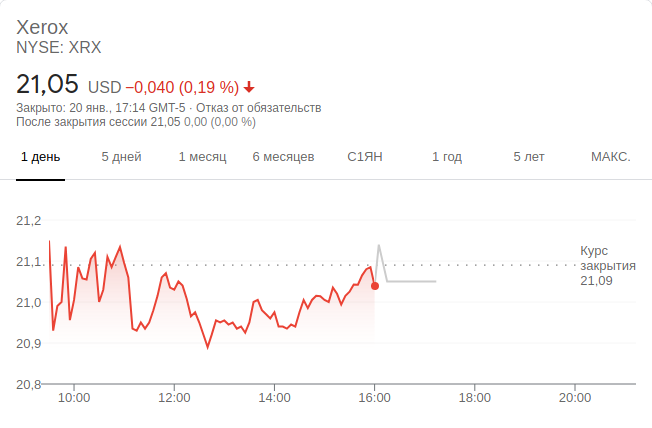 Xerox
NYSE: XRX
21,05 USD −0,040 (0,19 %)
Закрыто: 20 янв., 17:14 GMT-5 · Отказ от обязательств
После закрытия сессии 21,05 0,00 (0,00 %)
1 день 5 дней 1 месяц 6 месяцев С1ЯН 1 год 5 лет МАКС.
21,2
21,1
21,0
20,9
20,8
Курс
закрытия
21,09
10:00 12:00 14:00 16:00 18:00 20:00